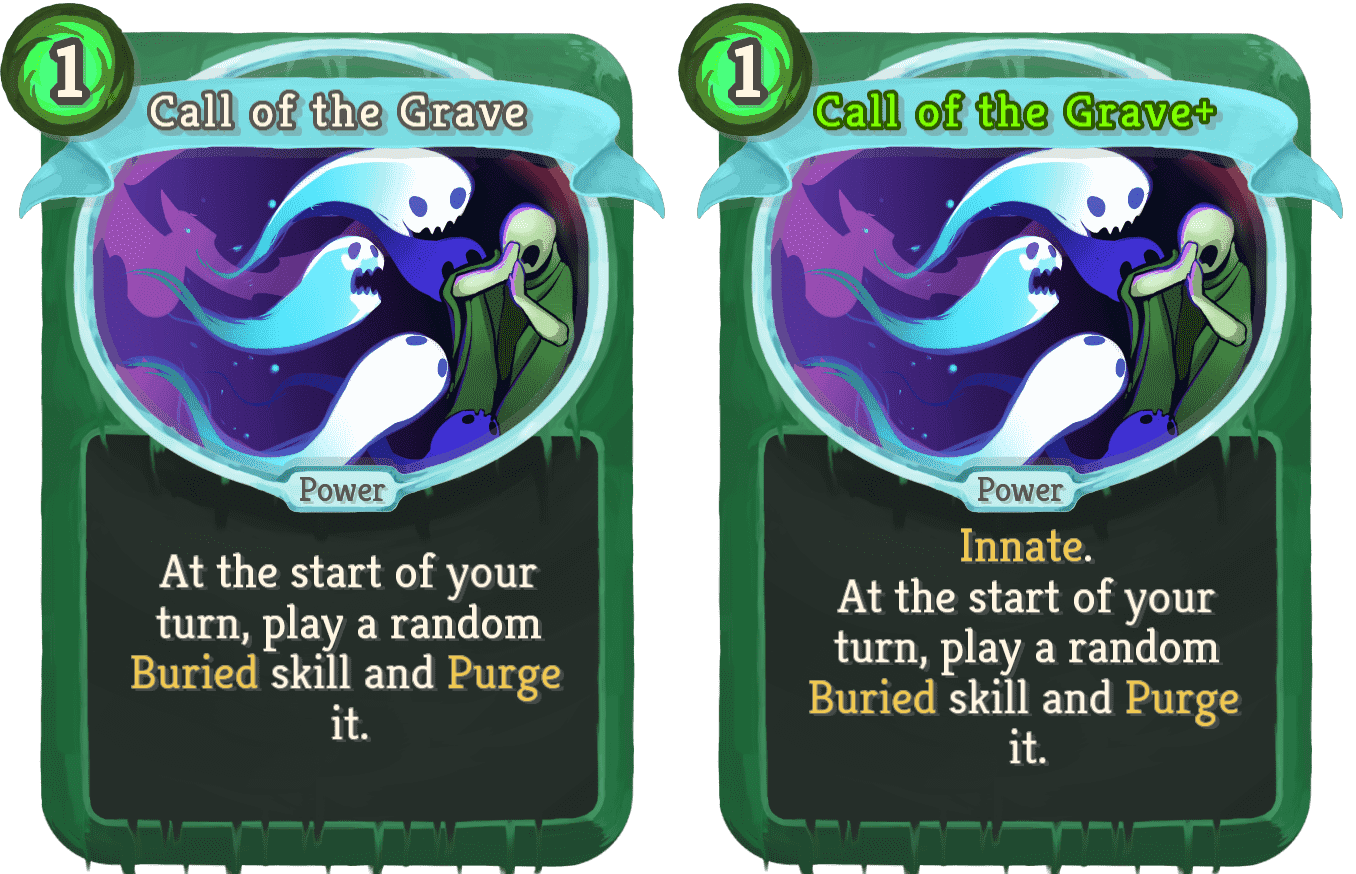 1
Call of the Grave
Power
At the start of your
turn, play a random
Buried skill and Purge
it.
1
Call of the Grave+
Power
Innate.
At the start of your
turn, play a random
Buried skill and Purge
it.